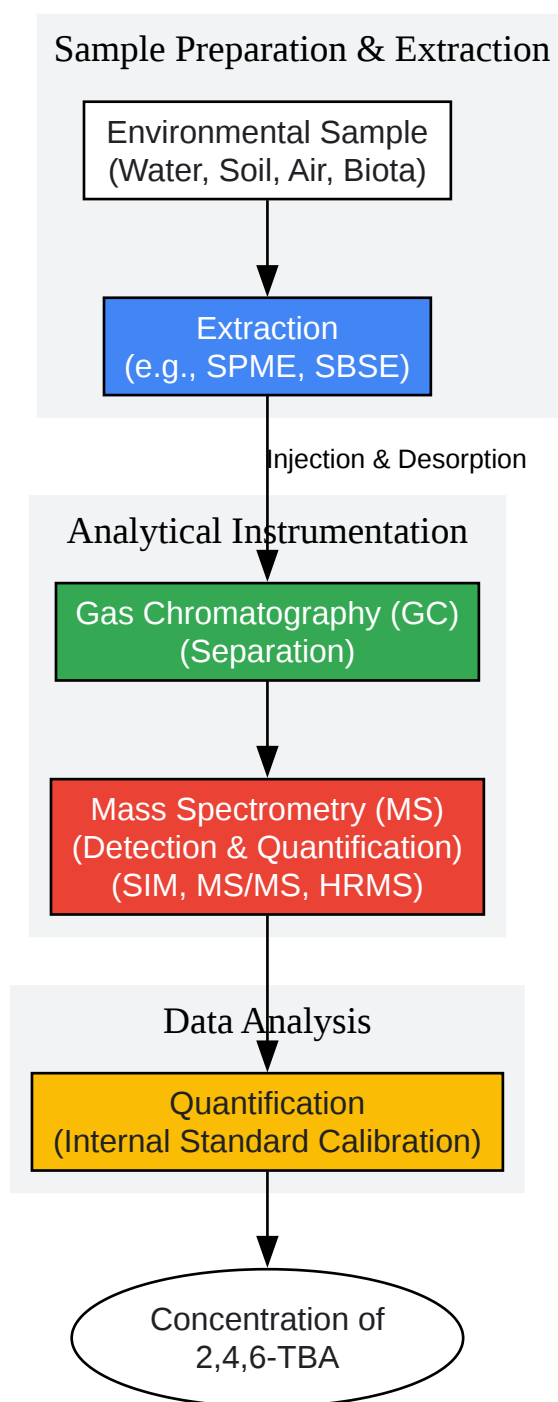 Sample Preparation & Extraction
Environmental Sample
(Water, Soil, Air, Biota)
Extraction
(e.g., SPME, SBSE)
Injection & Desorption
Analytical Instrumentation
Gas Chromatography (GC)
(Separation)
Mass Spectrometry (MS)
(Detection & Quantification)
(SIM, MS/MS, HRMS)
Data Analysis
Quantification
(Internal Standard Calibration)
Concentration of
2,4,6-TBA